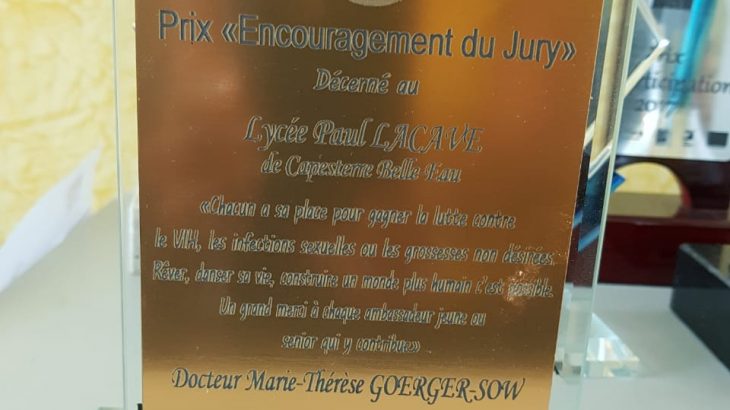 Prix «Encouragement du Jury»
Décerné au
Lycée Paul LACAVE
de Capesterre Belle Eau
«Chacun a sa place pour gagner la lutte contre
le VIH, les infections sexuelles ou les grossesses non désirées.
Rêver, danser sa vie, construire un monde plus humain c'est possible.
Un grand merci à chaque ambassadeur jeune ou
senior qui y contribue»
Docteur Marie-Thérèse GOERGER-SOW